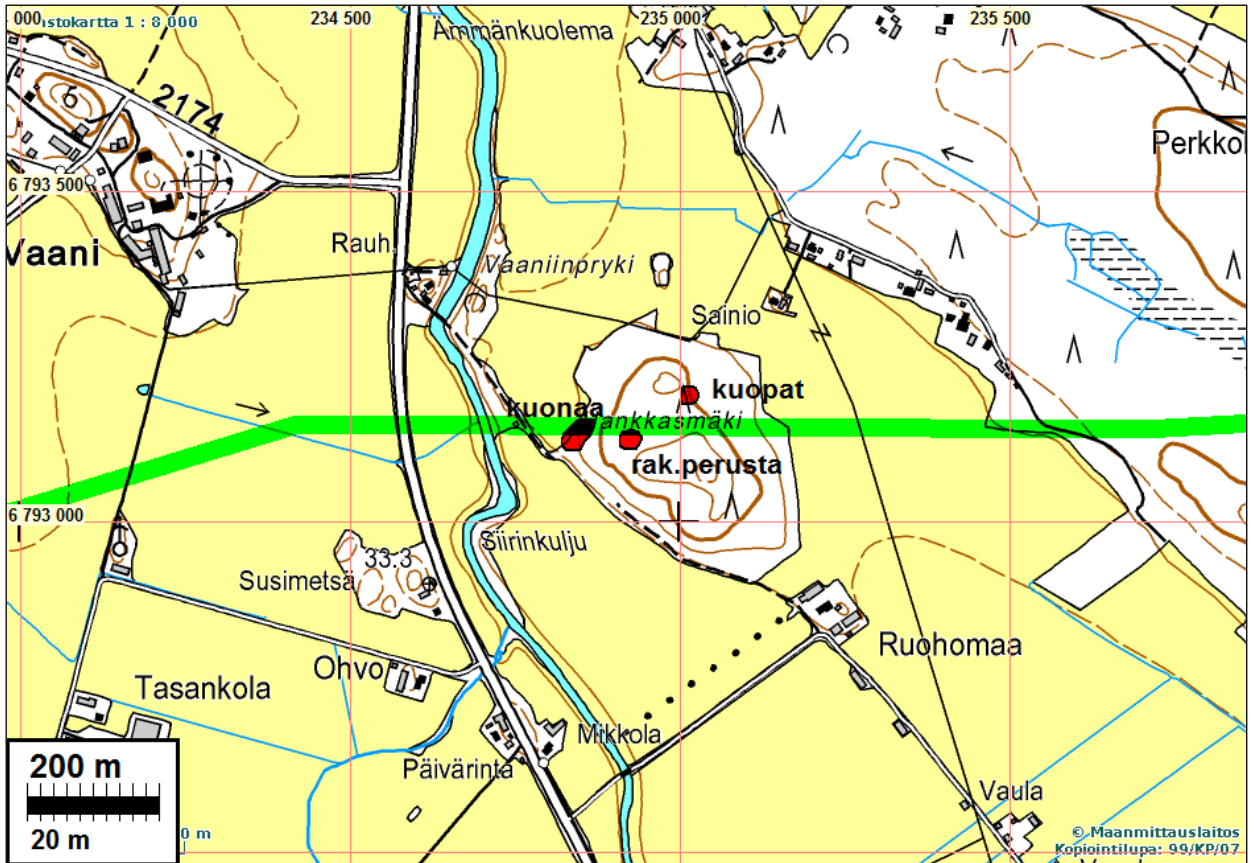 000
istokartta 1 : 8 000
234 500
235 000
235 500
Ämmänkuolema
2174
Perkko
6 793 500
Rauh.
Vaani
Vaaniinpryki
Sainio
kuopat
kuonaa
ankkasmäki
rak.perusta
6 793 000
Siirinkulju
33.3
Susimetsä
Ruohomaa
Ohvo
Tasankola
Mikkola
200 m
Päivärinta
Vaula
20 m
0 m
© Maanmittauslaitos
Kopiointilupa: 99/KP/07